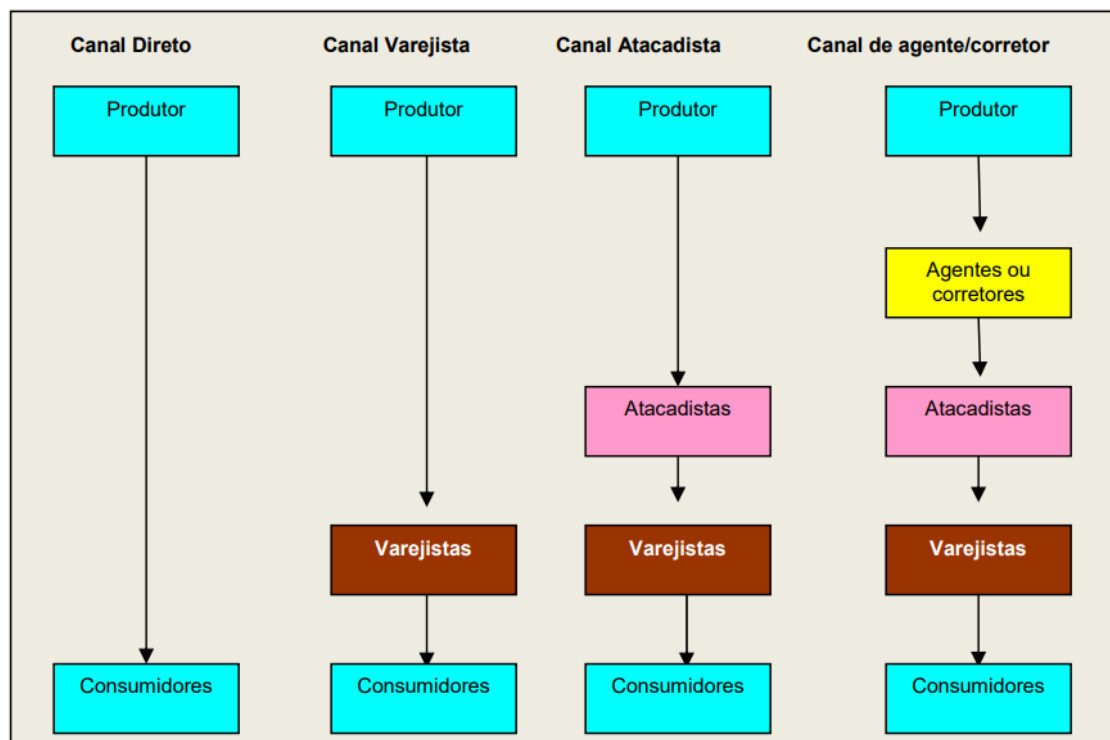 Canal Direto
Canal Varejista
Canal Atacadista
Canal de agente/corretor
Produtor
Produtor
Produtor
Produtor
Agentes ou
corretores
Atacadistas
Atacadistas
Varejistas
Varejistas
Varejistas
Consumidores
Consumidores
Consumidores
Consumidores